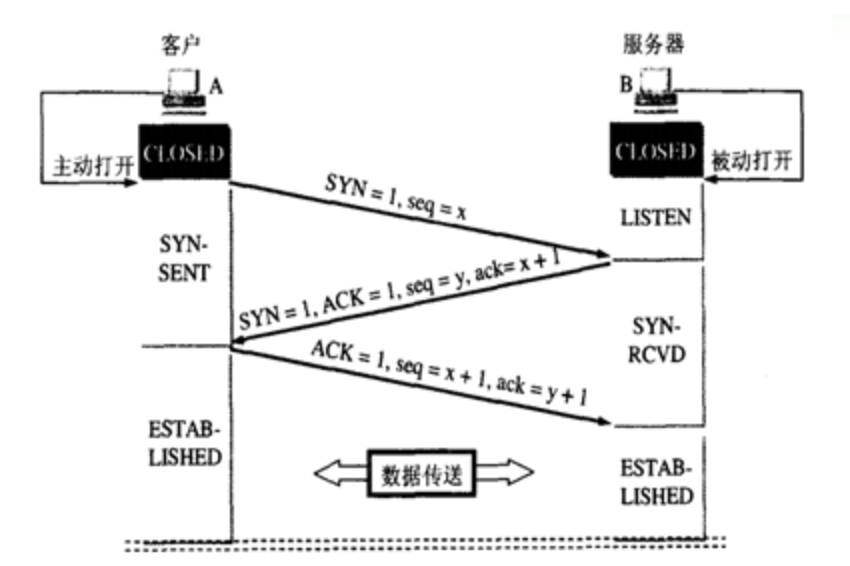 客户
服务器
A
B
CLOSED
CLOSED
主动打开
被动打开
SYN = 1, seq = x
LISTEN
SYN-
SENT
SYN = 1, ACK = 1, seq = y, ack= x + 1
SYN-
RCVD
ACK = 1, seq = x + 1, ack = y + 1
ESTAB-
LISHED
数据传送
ESTAB-
LISHED